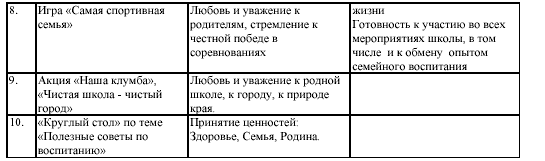 8. Игра «Самая спортивная
семья»
Любовь и уважение к
родителям, стремление к
честной победе в
соревнованиях
жизни
Готовность к участию во всех
мероприятиях школы, в том
числе и к обмену опытом
семейного воспитания
9. Акция «Наша клумба»,
«Чистая школа - чистый
город»
Любовь и уважение к родной
школе, к городу, к природе
края.
10. «Круглый стол» по теме
«Полезные советы по
воспитанию»
Принятие ценностей:
Здоровье, Семья, Родина.